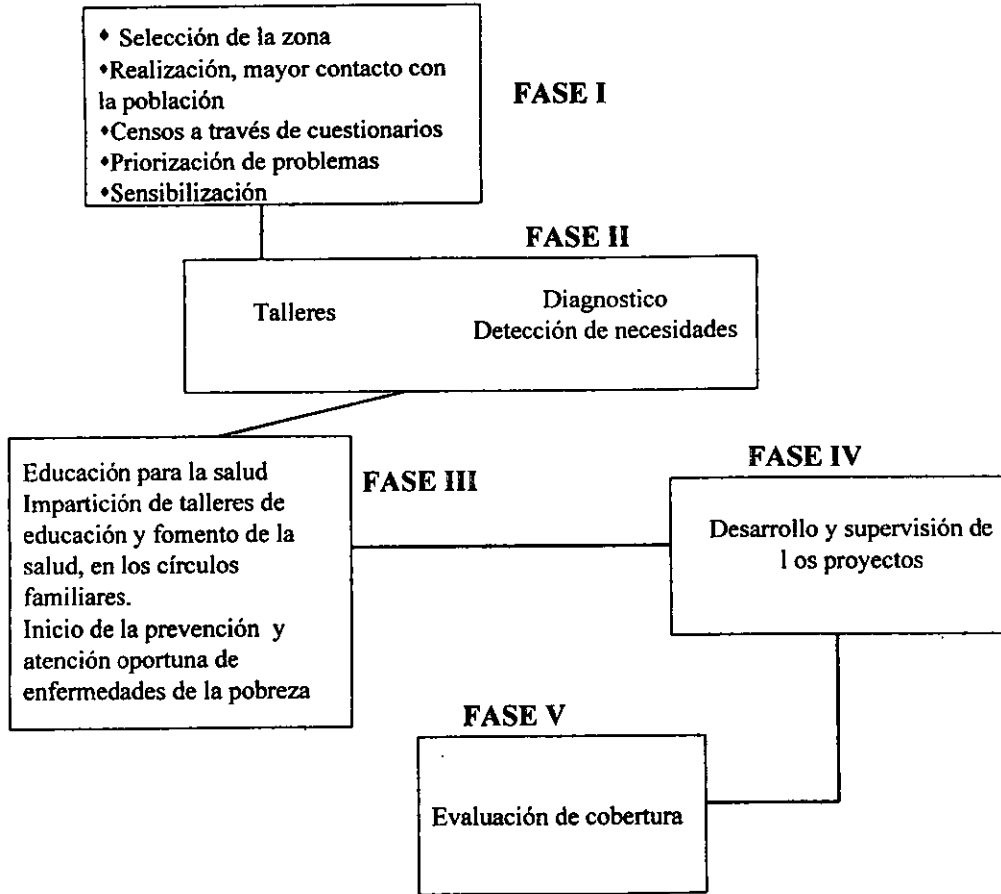 ♦ Selección de la zona
♦Realización, mayor contacto con
la población
♦Censos a través de cuestionarios
♦Priorización de problemas
♦Sensibilización
FASE I
FASE II
Talleres
Diagnostico
Detección de necesidades
Educación para la salud
Impartición de talleres de
educación y fomento de la
salud, en los círculos
familiares.
Inicio de la prevención y
atención oportuna de
enfermedades de la pobreza
FASE III
FASE IV
Desarrollo y supervisión de
l os proyectos
FASE V
Evaluación de cobertura